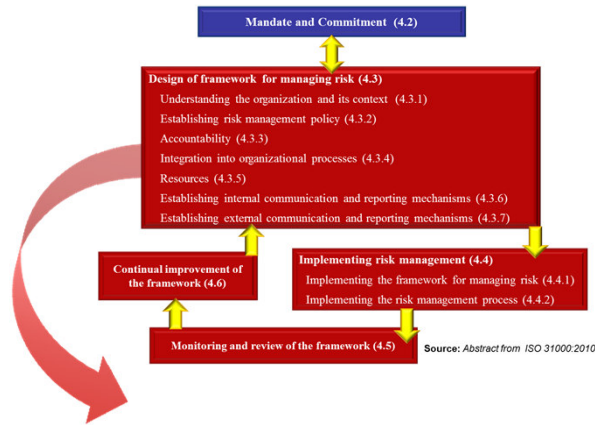 Mandate and Commitment (4.2)
Design of framework for managing risk (4.3)
Understanding the organization and its context (4.3.1)
Establishing risk management policy (4.3.2)
Accountability (4.3.3)
Integration into organizational processes (4.3.4)
Resources (4.3.5)
Establishing internal communication and reporting mechanisms (4.3.6)
Establishing external communication and reporting mechanisms (4.3.7)
Implementing risk management (4.4)
Implementing the framework for managing risk (4.4.1)
Implementing the risk management process (4.4.2)
Continual improvement of
the framework (4.6)
Monitoring and review of the framework (4.5)
Source: Abstract from ISO 31000:2010